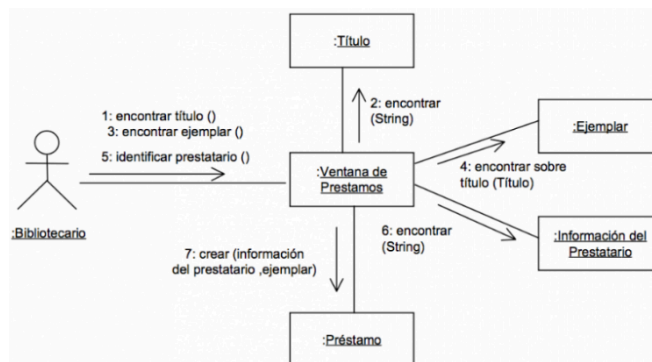 :Título
1: encontrar título ()
3: encontrar ejemplar ()
5: identificar prestatario ()
2: encontrar
(String)
:Ejemplar
:Ventana de
Prestamos
4: encontrar sobre
título (Título)
:Bibliotecario
6: encontrar
(String)
:Información del
Prestatario
7: crear (información
del prestatario ,ejemplar)
:Préstamo